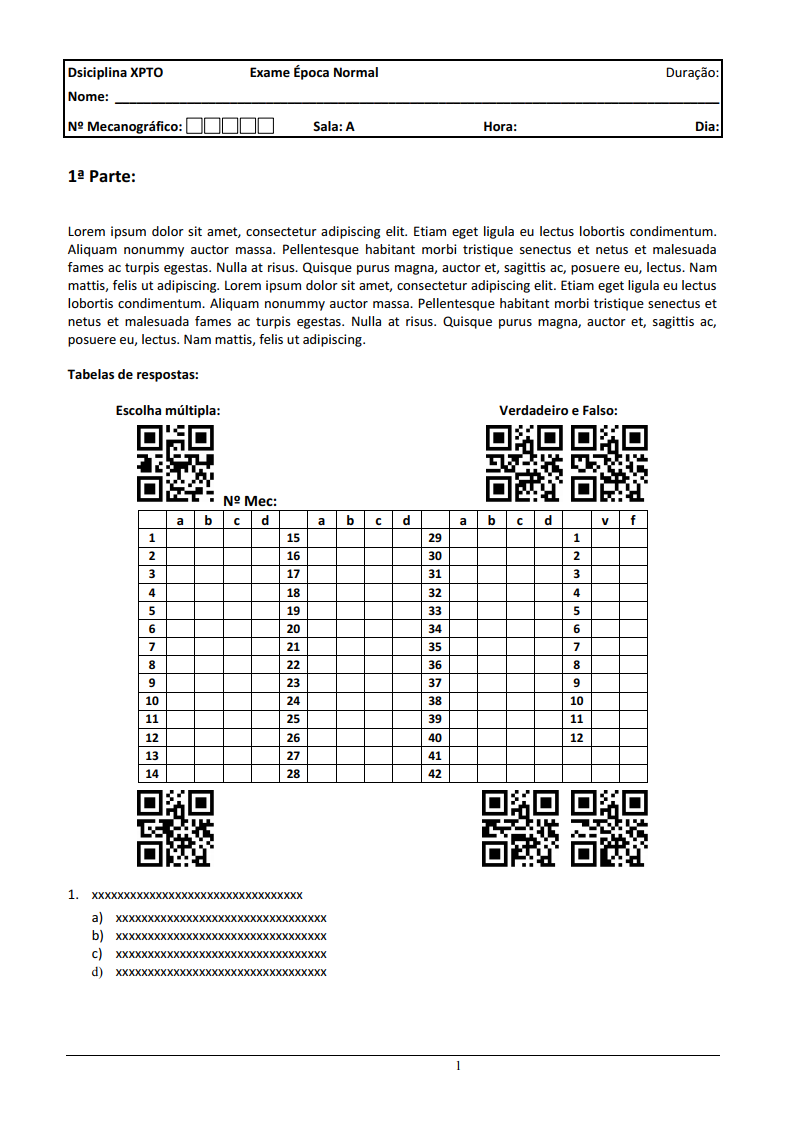 Dsiciplina XPTO Exame Época Normal Duração:
Nome: ___________________________________________________________________________
Nº Mecanográfico: Sala: A Hora: Dia:
1ª Parte:
Lorem ipsum dolor sit amet, consectetur adipiscing elit. Etiam eget ligula eu lectus lobortis condimentum.
Aliquam nonummy auctor massa. Pellentesque habitant morbi tristique senectus et netus et malesuada
fames ac turpis egestas. Nulla at risus. Quisque purus magna, auctor et, sagittis ac, posuere eu, lectus. Nam
mattis, felis ut adipiscing. Lorem ipsum dolor sit amet, consectetur adipiscing elit. Etiam eget ligula eu lectus
lobortis condimentum. Aliquam nonummy auctor massa. Pellentesque habitant morbi tristique senectus et
netus et malesuada fames ac turpis egestas. Nulla at risus. Quisque purus magna, auctor et, sagittis ac,
posuere eu, lectus. Nam mattis, felis ut adipiscing.
Tabelas de respostas:
Escolha múltipla: Verdadeiro e Falso:
Nº Mec:
a b c d a b c d a b c d v f
1 15 29 1
2 16 30 2
3 17 31 3
4 18 32 4
5 19 33 5
6 20 34 6
7 21 35 7
8 22 36 8
9 23 37 9
10 24 38 10
11 25 39 11
12 26 40 12
13 27 41
14 28 42
1. xxxxxxxxxxxxxxxxxxxxxxxxxxxxxxxxx
a) xxxxxxxxxxxxxxxxxxxxxxxxxxxxxxxxx
b) xxxxxxxxxxxxxxxxxxxxxxxxxxxxxxxxx
c) xxxxxxxxxxxxxxxxxxxxxxxxxxxxxxxxx
d) xxxxxxxxxxxxxxxxxxxxxxxxxxxxxxxxx
1